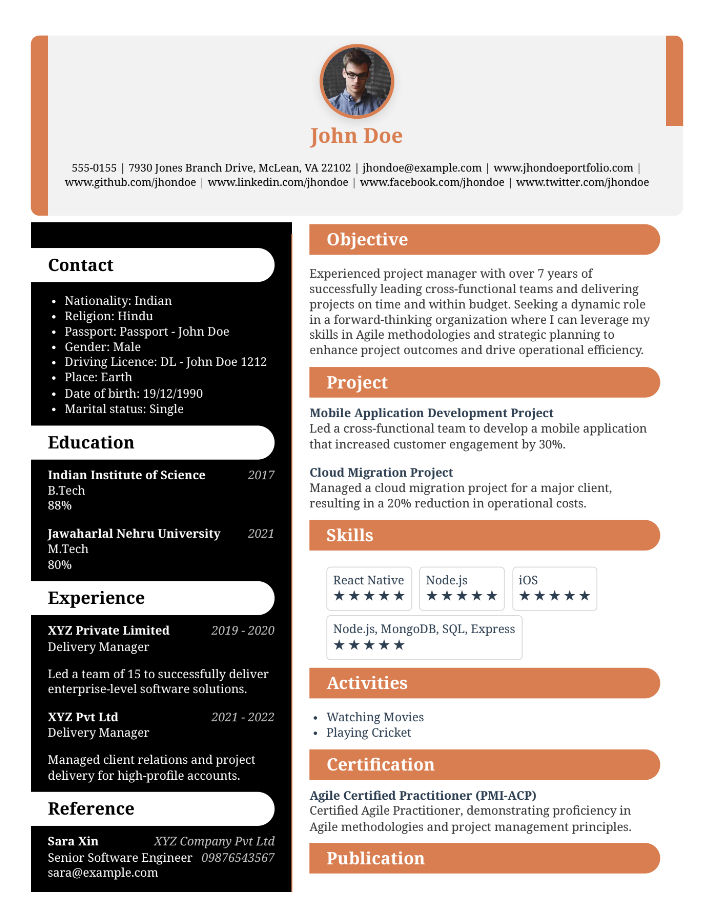 John Doe
555-0155 | 7930 Jones Branch Drive, McLean, VA 22102 | jhondoe@example.com | www.jhondoeportfolio.com |
www.github.com/jhondoe | www.linkedin.com/jhondoe | www.facebook.com/jhondoe | www.twitter.com/jhondoe
Contact
• Nationality: Indian
• Religion: Hindu
• Passport: Passport - John Doe
• Gender: Male
• Driving Licence: DL - John Doe 1212
• Place: Earth
• Date of birth: 19/12/1990
• Marital status: Single
Education
Indian Institute of Science 2017
B.Tech
88%
Jawaharlal Nehru University 2021
M.Tech
80%
Experience
XYZ Private Limited 2019 - 2020
Delivery Manager
Led a team of 15 to successfully deliver
enterprise-level software solutions.
XYZ Pvt Ltd 2021 - 2022
Delivery Manager
Managed client relations and project
delivery for high-profile accounts.
Reference
Sara Xin XYZ Company Pvt Ltd
Senior Software Engineer 09876543567
sara@example.com
Objective
Experienced project manager with over 7 years of
successfully leading cross-functional teams and delivering
projects on time and within budget. Seeking a dynamic role
in a forward-thinking organization where I can leverage my
skills in Agile methodologies and strategic planning to
enhance project outcomes and drive operational efficiency.
Project
Mobile Application Development Project
Led a cross-functional team to develop a mobile application
that increased customer engagement by 30%.
Cloud Migration Project
Managed a cloud migration project for a major client,
resulting in a 20% reduction in operational costs.
Skills
React Native Node.js iOS
★★★★★ ★★★★★ ★★★★★
Node.js, MongoDB, SQL, Express
★★★★★
Activities
• Watching Movies
• Playing Cricket
Certification
Agile Certified Practitioner (PMI-ACP)
Certified Agile Practitioner, demonstrating proficiency in
Agile methodologies and project management principles.
Publication